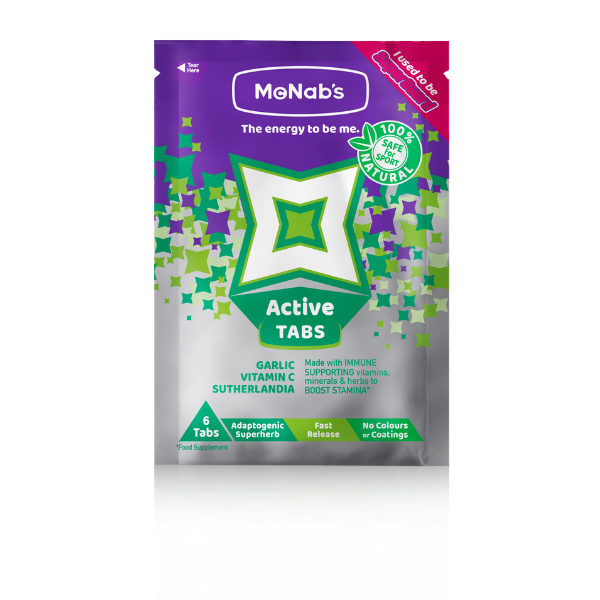 Tear
Here
McNab's
The energy to be me.
I used to be
100%
SAFE
for
SPORT
NATURAL
Active
TABS
GARLIC
VITAMIN C
SUTHERLANDIA
Made with IMMUNE
SUPPORTING vitamins,
minerals & herbs to
BOOST STAMINA*
6
Tabs
Adaptogenic
Superherb
Fast
Release
No Colours
or Coatings
*Food Supplement